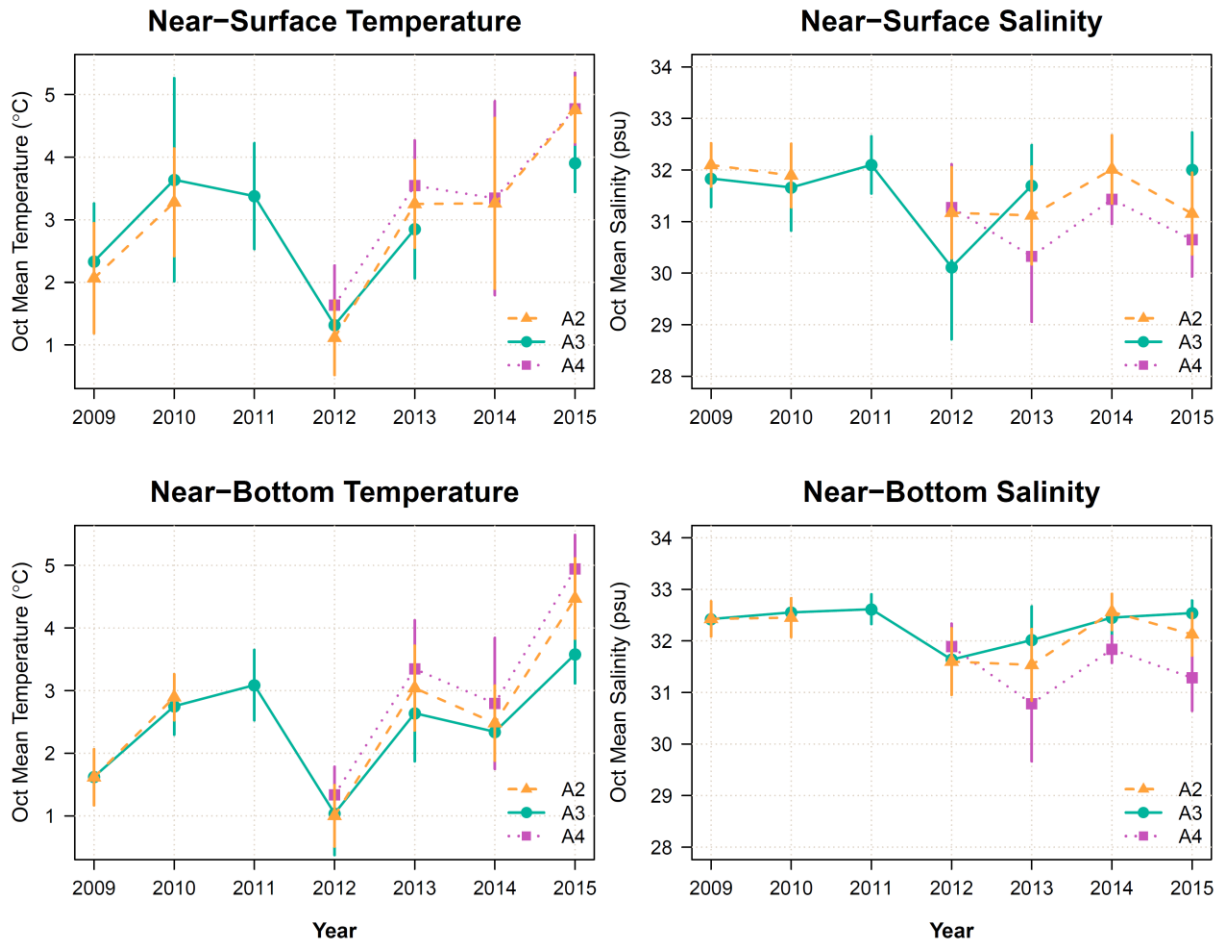 Near−Surface Temperature
Oct Mean Temperature (°C)
5
4
3
2
1
A2
A3
A4
2009 2010 2011 2012 2013 2014 2015
Near−Surface Salinity
Oct Mean Salinity (psu)
34
33
32
31
30
29
28
A2
A3
A4
2009 2010 2011 2012 2013 2014 2015
Near−Bottom Temperature
Oct Mean Temperature (°C)
5
4
3
2
1
A2
A3
A4
2009 2010 2011 2012 2013 2014 2015
Year
Near−Bottom Salinity
Oct Mean Salinity (psu)
34
33
32
31
30
29
28
A2
A3
A4
2009 2010 2011 2012 2013 2014 2015
Year